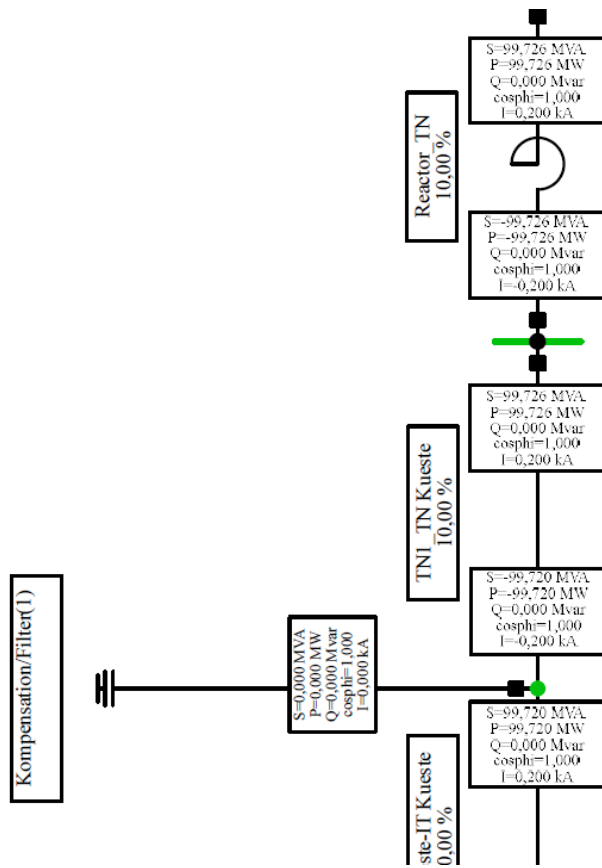 S=99,726 MVA
P=99,726 MW
Q=0,000 Mvar
cosphi=1,000
I=0,200 kA
Reactor_TN
10,00 %
S=-99,726 MVA
P=-99,726 MW
Q=0,000 Mvar
cosphi=1,000
I=-0,200 kA
S=99,726 MVA
P=99,726 MW
Q=0,000 Mvar
cosphi=1,000
I=0,200 kA
TN1_TN Kueste
10,00 %
S=-99,720 MVA
P=-99,720 MW
Q=0,000 Mvar
cosphi=1,000
I=-0,200 kA
Kompensation/Filter(1)
S=0,000 MVA
P=0,000 MW
Q=0,000 Mvar
cosphi=1,000
I=0,000 kA
S=99,720 MVA
P=99,720 MW
Q=0,000 Mvar
cosphi=1,000
I=0,200 kA
ste-IT Kueste
0,00 %